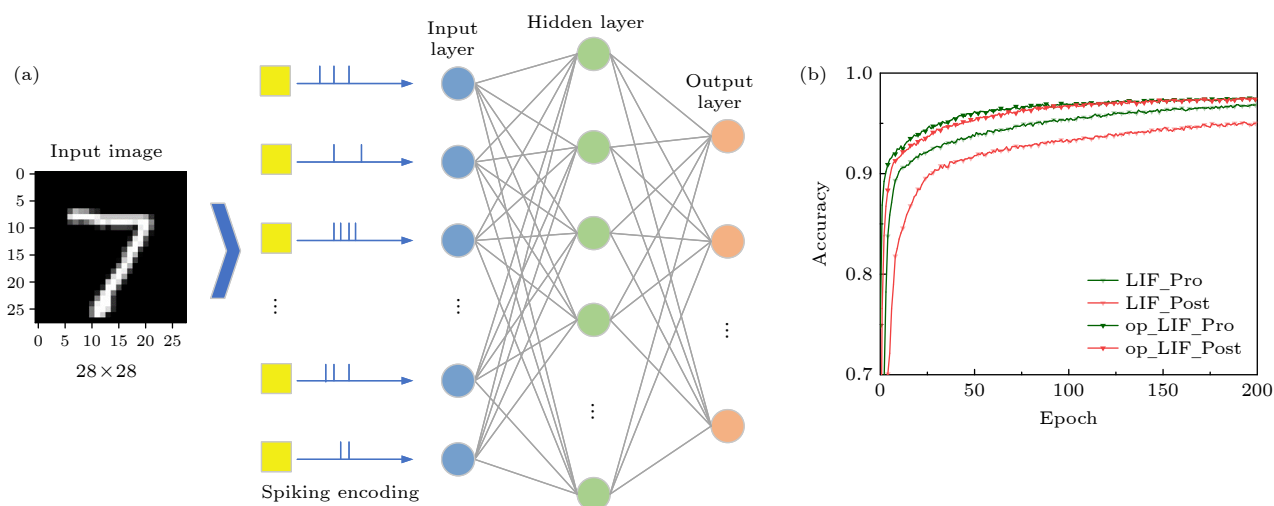 (a)
Input image
0
5
10
15
20
25
0 5 10 15 20 25
28×28
Spiking encoding
Input
layer
Hidden layer
Output
layer
⋮
(b)
1.0
0.9
0.8
0.7
Accuracy
0 50 100 150 200
Epoch
LIF_Pro
LIF_Post
op_LIF_Pro
op_LIF_Post